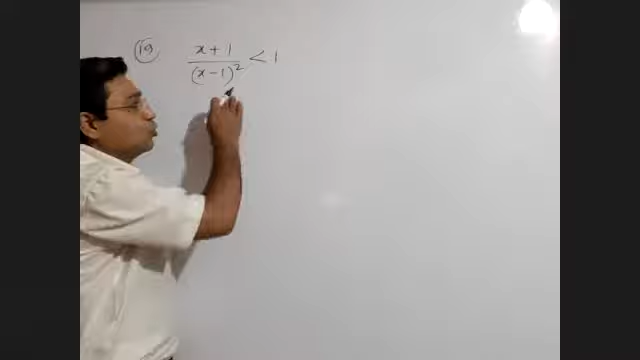 19 x + 1 / (x - 1)² < 1